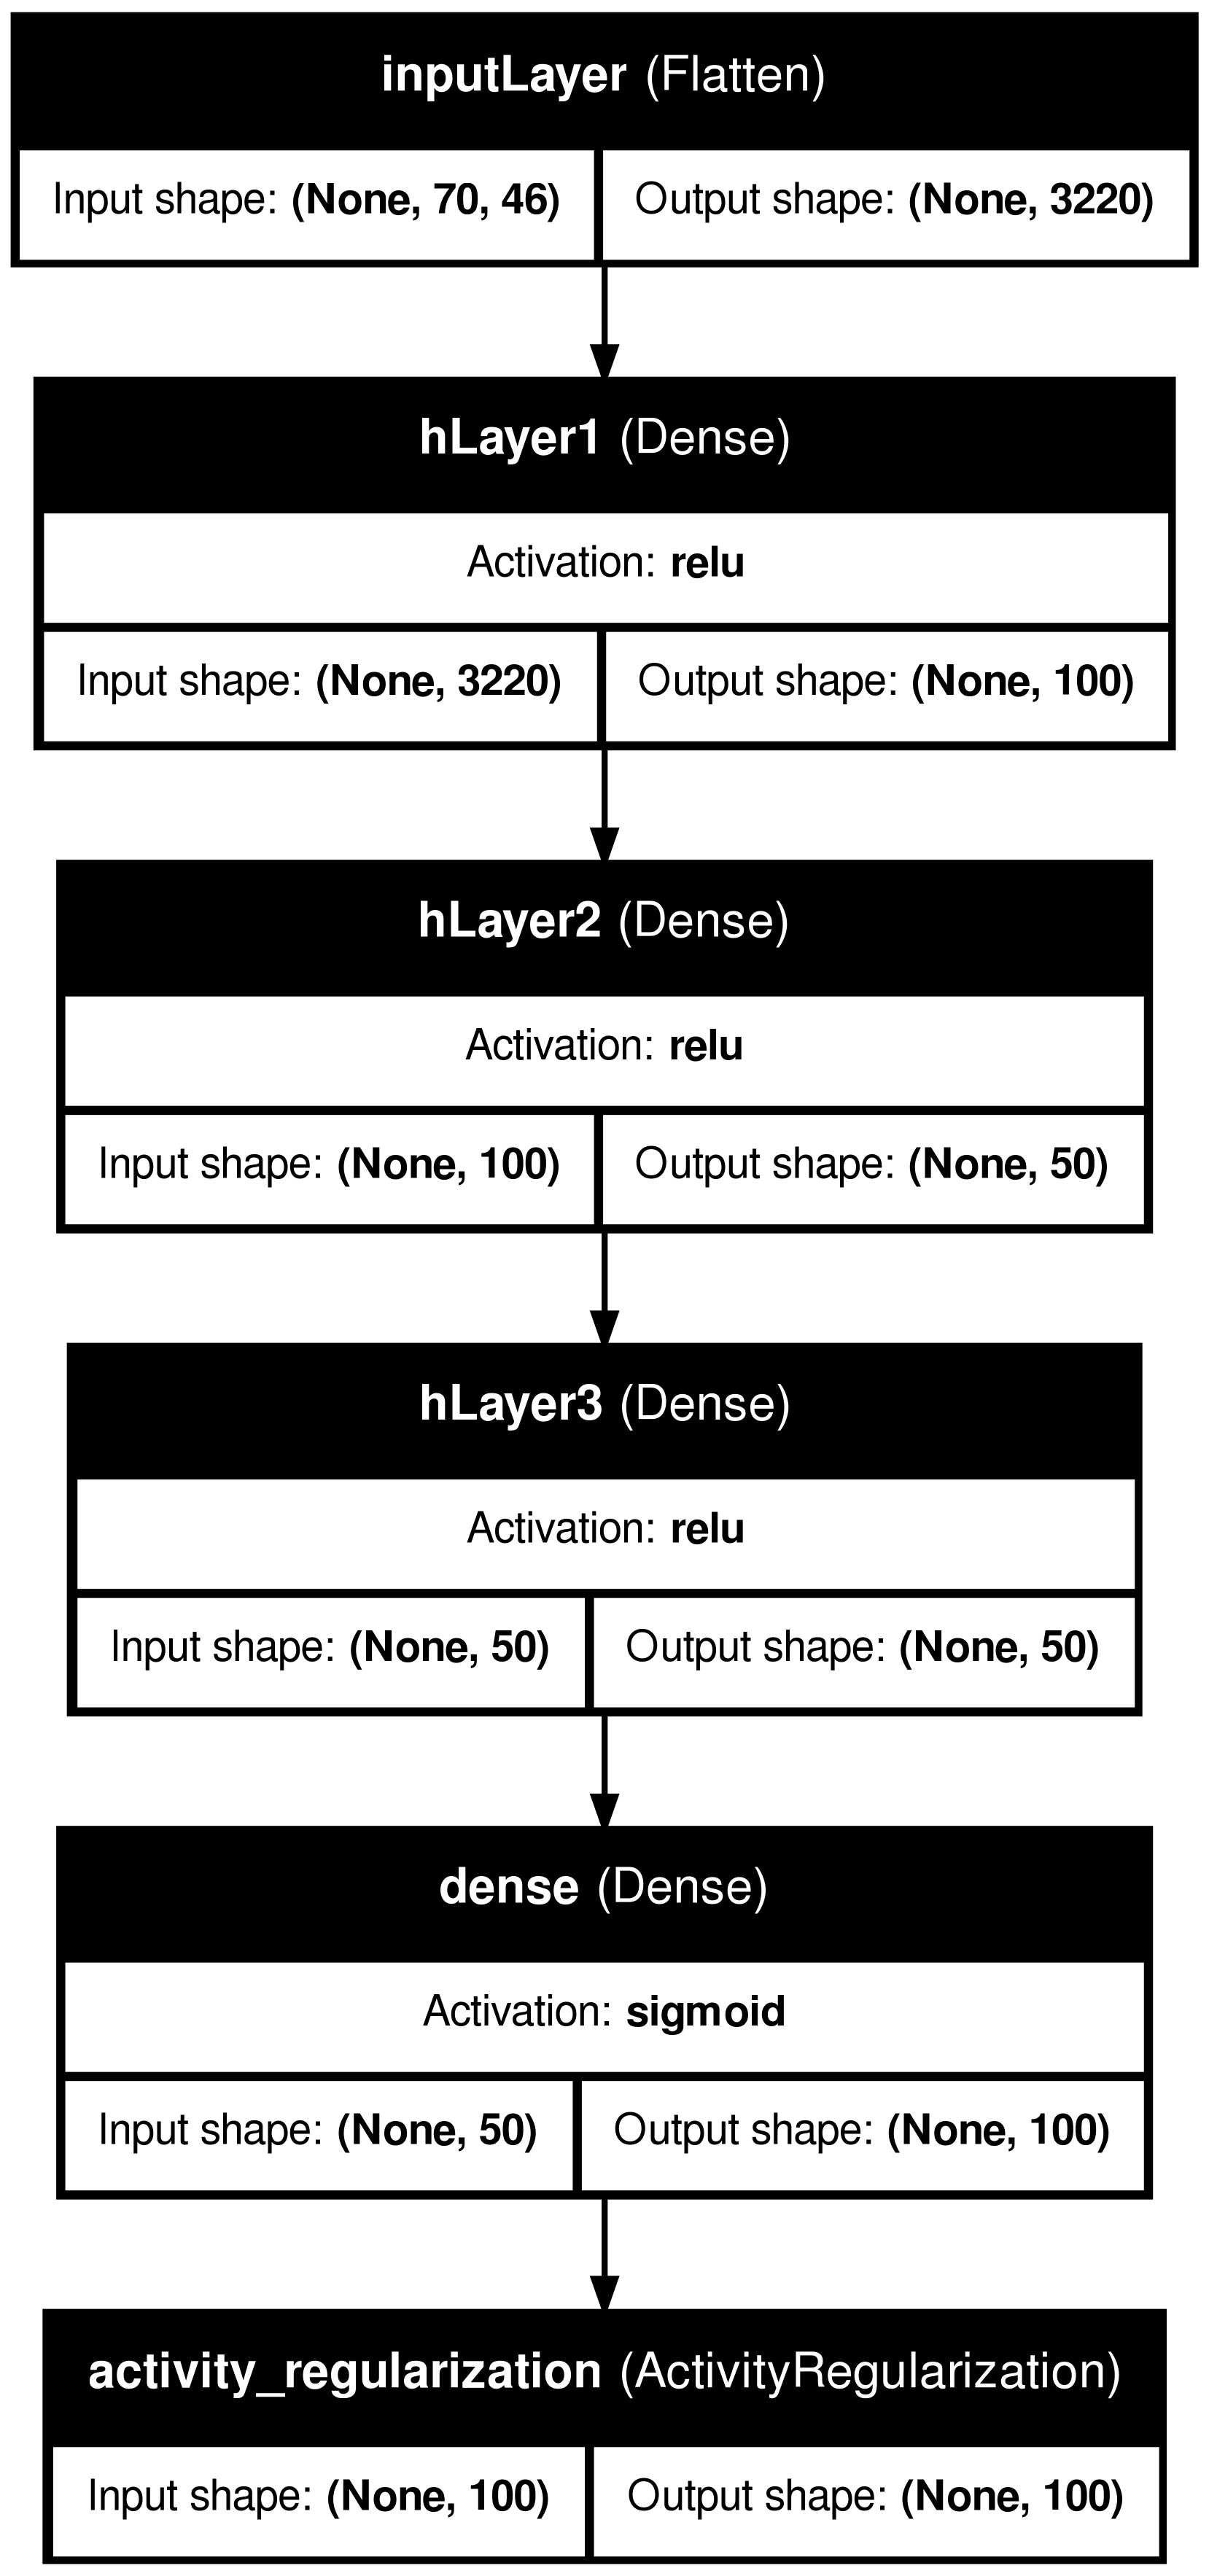 inputLayer (Flatten)
Input shape: (None, 70, 46) Output shape: (None, 3220)
hLayer1 (Dense)
Activation: relu
Input shape: (None, 3220) Output shape: (None, 100)
hLayer2 (Dense)
Activation: relu
Input shape: (None, 100) Output shape: (None, 50)
hLayer3 (Dense)
Activation: relu
Input shape: (None, 50) Output shape: (None, 50)
dense (Dense)
Activation: sigmoid
Input shape: (None, 50) Output shape: (None, 100)
activity_regularization (ActivityRegularization)
Input shape: (None, 100) Output shape: (None, 100)